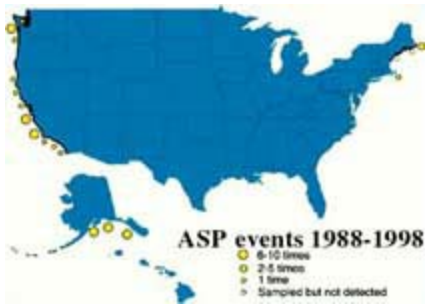 ASP events 1988-1998
6-10 times
2-5 times
1 time
Sampled but not detected